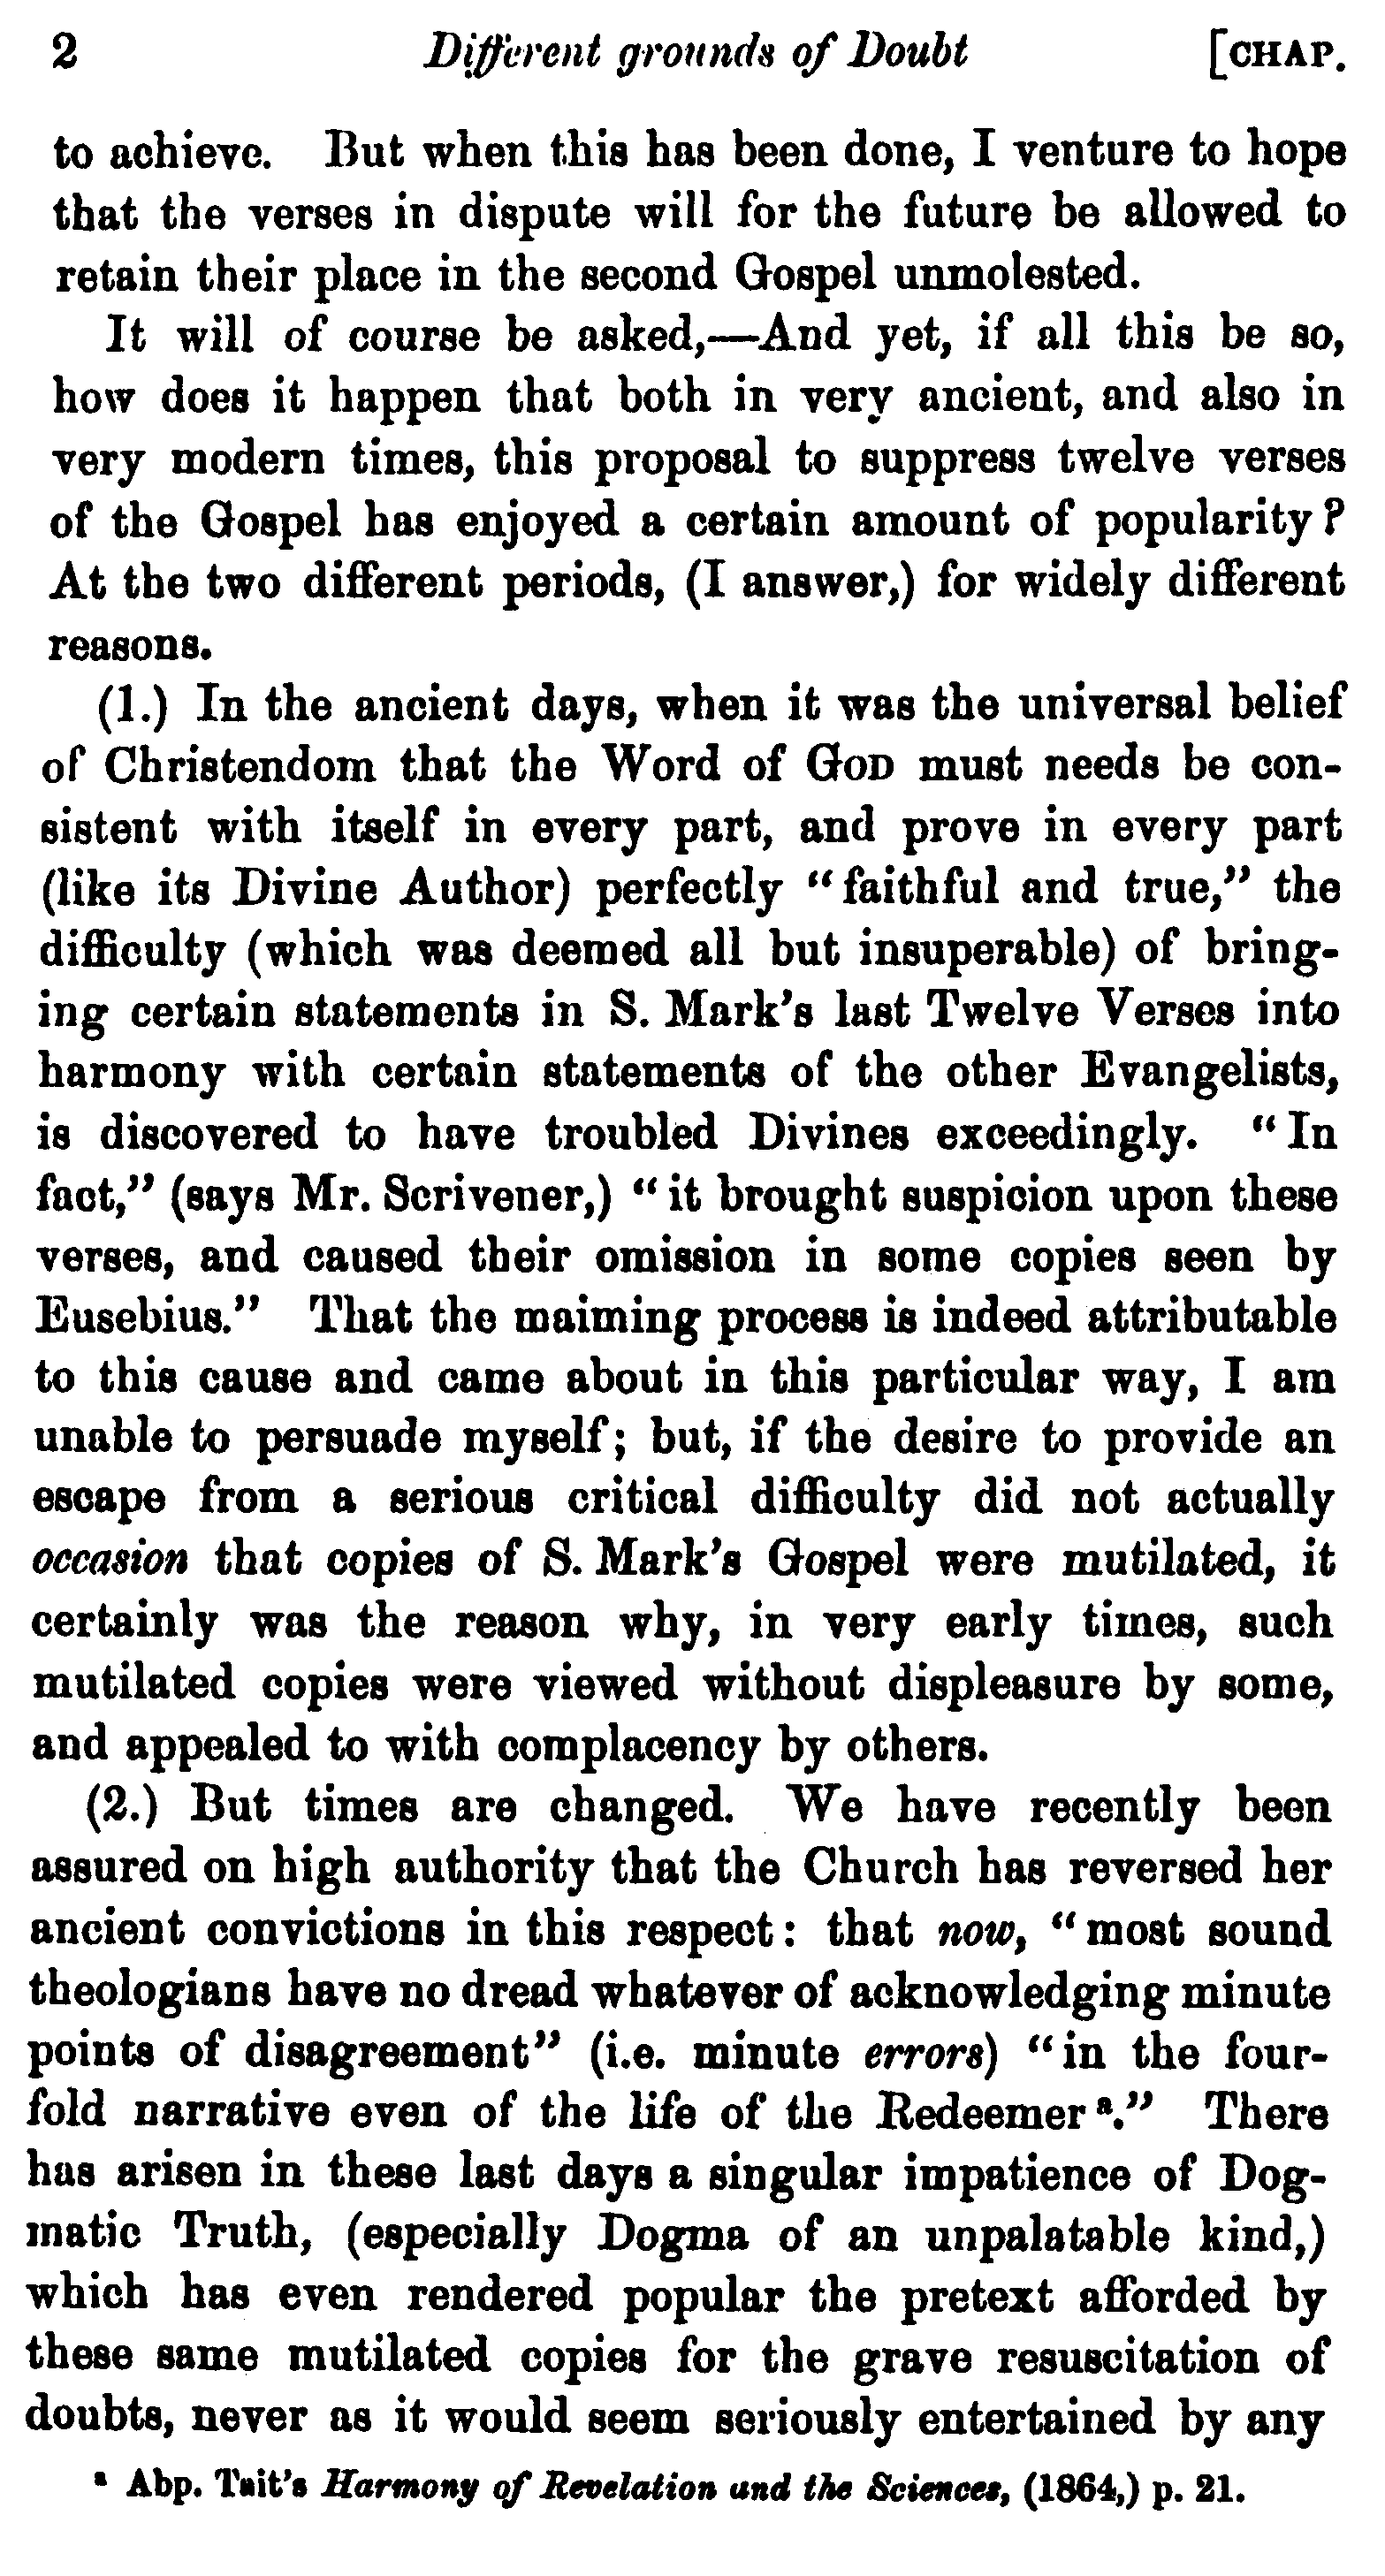 2 Different grounds of Doubt [CHAP.
to achieve. But when this has been done, I venture to hope
that the verses in dispute will for the future be allowed to
retain their place in the second Gospel unmolested.
It will of course be asked,—And yet, if all this be so,
how does it happen that both in very ancient, and also in
very modern times, this proposal to suppress twelve verses
of the Gospel has enjoyed a certain amount of popularity?
At the two different periods, (I answer,) for widely different
reasons.
(1.) In the ancient days, when it was the universal belief
of Christendom that the Word of GOD must needs be con-
sistent with itself in every part, and prove in every part
(like its Divine Author) perfectly “faithful and true,” the
difficulty (which was deemed all but insuperable) of bring-
ing certain statements in S. Mark’s last Twelve Verses into
harmony with certain statements of the other Evangelists,
is discovered to have troubled Divines exceedingly. “In
fact,” (says Mr. Scrivener,) “it brought suspicion upon these
verses, and caused their omission in some copies seen by
Eusebius.” That the maiming process is indeed attributable
to this cause and came about in this particular way, I am
unable to persuade myself; but, if the desire to provide an
escape from a serious critical difficulty did not actually
occasion that copies of S. Mark’s Gospel were mutilated, it
certainly was the reason why, in very early times, such
mutilated copies were viewed without displeasure by some,
and appealed to with complacency by others.
(2.) But times are changed. We have recently been
assured on high authority that the Church has reversed her
ancient convictions in this respect: that now, “most sound
theologians have no dread whatever of acknowledging minute
points of disagreement” (i.e. minute errors) “in the four-
fold narrative even of the life of the Redeemer a.” There
has arisen in these last days a singular impatience of Dog-
matic Truth, (especially Dogma of an unpalatable kind,)
which has even rendered popular the pretext afforded by
these same mutilated copies for the grave resuscitation of
doubts, never as it would seem seriously entertained by any
a Abp. Tait’s Harmony of Revelation and the Sciences, (1864,) p. 21.